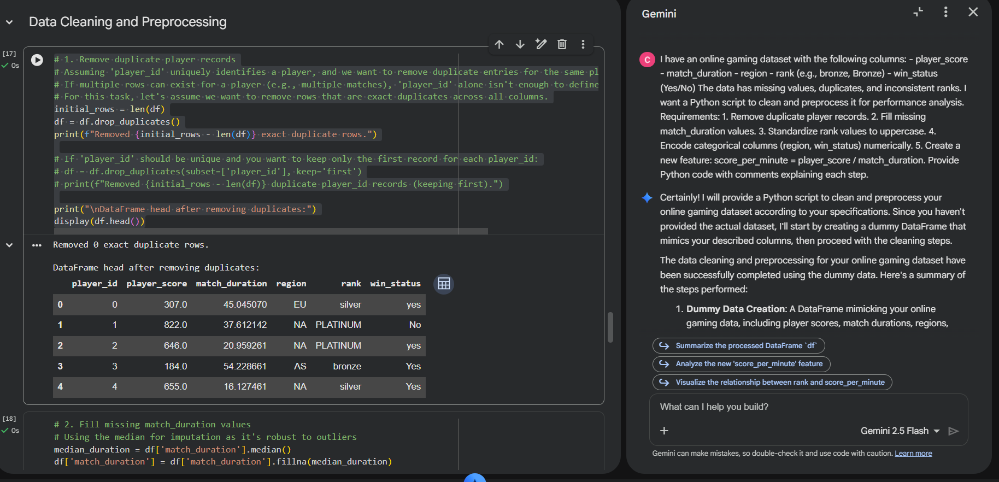 Data Cleaning and Preprocessing
[17]
0s
# 1. Remove duplicate player records
# Assuming 'player_id' uniquely identifies a player, and we want to remove duplicate entries for the same pl
# If multiple rows can exist for a player (e.g., multiple matches), 'player_id' alone isn't enough to define
# For this task, let's assume we want to remove rows that are exact duplicates across all columns.
initial_rows = len(df)
df = df.drop_duplicates()
print(f"Removed {initial_rows - len(df)} exact duplicate rows.")
# If 'player_id' should be unique and you want to keep only the first record for each player_id:
# df = df.drop_duplicates(subset=['player_id'], keep='first')
# print(f"Removed {initial_rows - len(df)} duplicate player_id records (keeping first).")
print("\nDataFrame head after removing duplicates:")
display(df.head())
Removed 0 exact duplicate rows.
DataFrame head after removing duplicates:
player_id player_score match_duration region rank win_status
0 0 307.0 45.045070 EU silver yes
1 1 822.0 37.612142 NA PLATINUM No
2 2 646.0 20.959261 NA PLATINUM yes
3 3 184.0 54.228661 AS bronze Yes
4 4 655.0 16.127461 NA silver Yes
[18]
0s
# 2. Fill missing match_duration values
# Using the median for imputation as it's robust to outliers
median_duration = df['match_duration'].median()
df['match_duration'] = df['match_duration'].fillna(median_duration)
Gemini
C
I have an online gaming dataset with the following columns: - player_score
- match_duration - region - rank (e.g., bronze, Bronze) - win_status
(Yes/No) The data has missing values, duplicates, and inconsistent ranks. I
want a Python script to clean and preprocess it for performance analysis.
Requirements: 1. Remove duplicate player records. 2. Fill missing
match_duration values. 3. Standardize rank values to uppercase. 4.
Encode categorical columns (region, win_status) numerically. 5. Create a
new feature: score_per_minute = player_score / match_duration. Provide
Python code with comments explaining each step.
Certainly! I will provide a Python script to clean and preprocess your
online gaming dataset according to your specifications. Since you haven't
provided the actual dataset, I'll start by creating a dummy DataFrame that
mimics your described columns, then proceed with the cleaning steps.
The data cleaning and preprocessing for your online gaming dataset have
been successfully completed using the dummy data. Here's a summary of
the steps performed:
1. Dummy Data Creation: A DataFrame mimicking your online
gaming data, including player scores, match durations, regions,
Summarize the processed DataFrame `df`
Analyze the new 'score_per_minute' feature
Visualize the relationship between rank and score_per_minute
What can I help you build?
Gemini 2.5 Flash
Gemini can make mistakes, so double-check it and use code with caution. Learn more